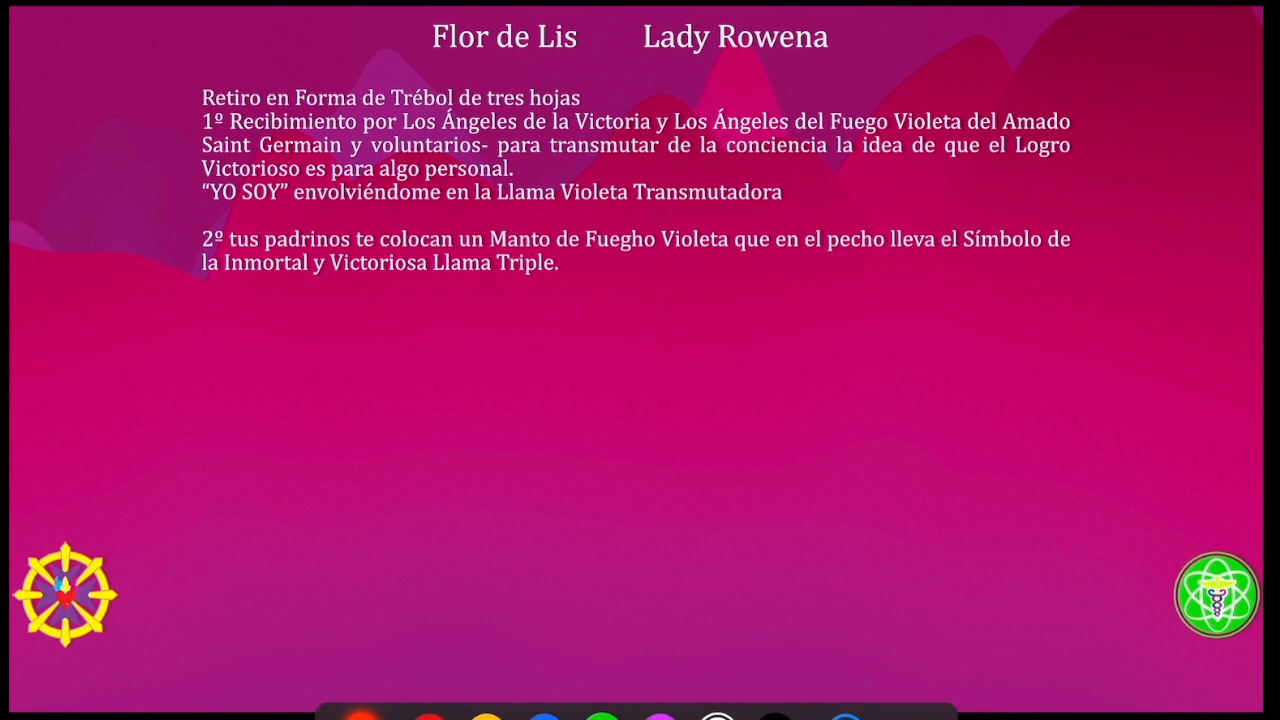 Flor de Lis Lady Rowena
Retiro en Forma de Trébol de tres hojas
1º Recibimiento por Los Ángeles de la Victoria y Los Ángeles del Fuego Violeta del Amado
Saint Germain y voluntarios- para transmutar de la conciencia la idea de que el Logro
Victorioso es para algo personal.
“YO SOY” envolviéndome en la Llama Violeta Transmutadora
2º tus padrinos te colocan un Manto de Fuegho Violeta que en el pecho lleva el Símbolo de
la Inmortal y Victoriosa Llama Triple.